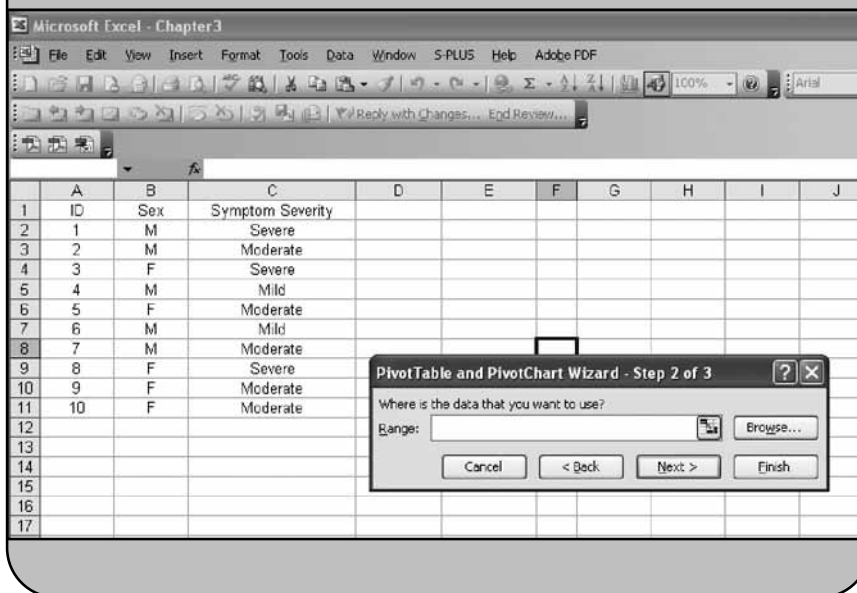 Microsoft Excel - Chapter3
File Edit View Insert Format Tools Data Window S-PLUS Help Adobe PDF
100% Arial
Reply with Changes... End Review...
fx
A B C D E F G H I J
1 ID Sex Symptom Severity
2 1 M Severe
3 2 M Moderate
4 3 F Severe
5 4 M Mild
6 5 F Moderate
7 6 M Mild
8 7 M Moderate
9 8 F Severe
10 9 F Moderate
11 10 F Moderate
12
13
14
15
16
17
PivotTable and PivotChart Wizard - Step 2 of 3
Where is the data that you want to use?
Range: Browse...
Cancel < Back Next > Finish